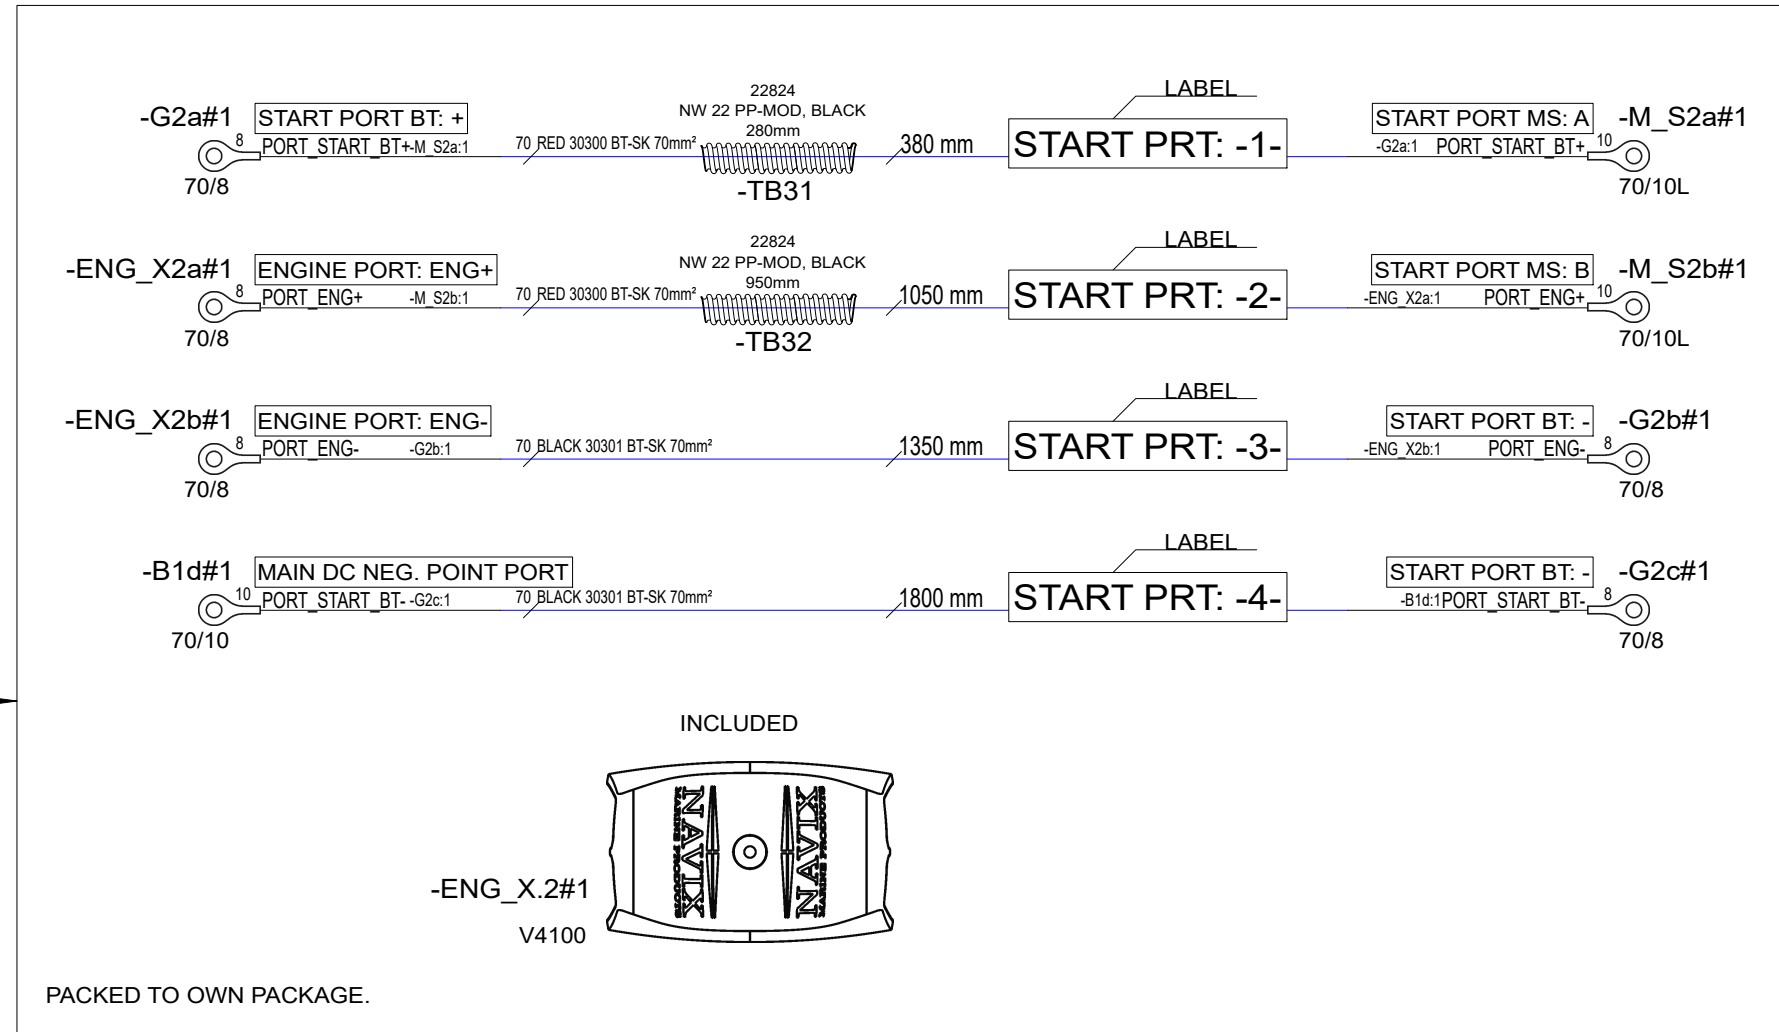 22824
LABEL
NW 22 PP-MOD, BLACK
-G2a#1 START PORT BT: + 280mm START PORT MS: A -M_S2a#1
8 PORT_START_BT+ -M_S2a:1 70 RED 30300 BT-SK 70mm² 380 mm START PRT: -1- -G2a:1 PORT_START_BT+ 10
70/8 -TB31 70/10L
22824
LABEL
NW 22 PP-MOD, BLACK
-ENG_X2a#1 ENGINE PORT: ENG+ 950mm START PORT MS: B -M_S2b#1
8 PORT_ENG+ -M_S2b:1 70 RED 30300 BT-SK 70mm² 1050 mm START PRT: -2- -ENG_X2a:1 PORT_ENG+ 10
70/8 -TB32 70/10L
LABEL
-ENG_X2b#1 ENGINE PORT: ENG- START PORT BT: - -G2b#1
8 PORT_ENG- -G2b:1 70 BLACK 30301 BT-SK 70mm² 1350 mm START PRT: -3- -ENG_X2b:1 PORT_ENG- 8
70/8 70/8
LABEL
-B1d#1 MAIN DC NEG. POINT PORT START PORT BT: - -G2c#1
10 PORT_START_BT- -G2c:1 70 BLACK 30301 BT-SK 70mm² 1800 mm START PRT: -4- -B1d:1 PORT_START_BT- 8
70/10 70/8
INCLUDED
NAVIX
MARINE PRODUCTS
NAVIX
MARINE PRODUCTS
-ENG_X.2#1
V4100
PACKED TO OWN PACKAGE.